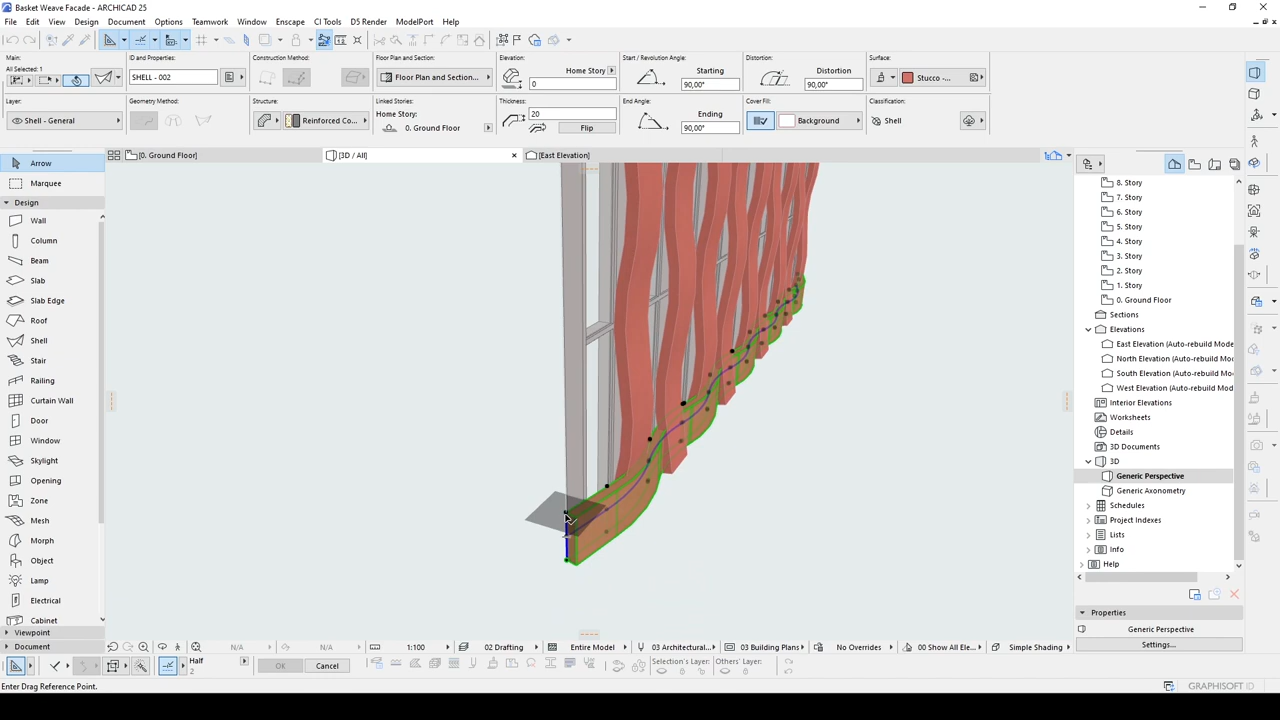 Basket Weave Facade - ARCHICAD 25
File Edit View Design Options Document Options Teamwork Window Enscape CI Tools D5 Render ModelPort Help
Main:
All Selected: 1
ID and Properties:
SHELL - 002
Construction Method:
Floor Plan and Section:
Floor Plan and Section...
Elevation:
Home Story
0
Start / Revolution Angle:
Starting
90,00°
Distortion:
Distortion
90,00°
Surface:
Stucco -...
Layer:
Shell - General
Geometry Method:
Structure:
Reinforced Co...
Linked Stories:
Home Story:
0. Ground Floor
Thickness:
20
Flip
End Angle:
Ending
90,00°
Cover Fill:
Background
Classification:
Shell
[0. Ground Floor]
[3D / All]
[East Elevation]
Arrow
Marquee
Design
Wall
Column
Beam
Slab
Slab Edge
Roof
Shell
Stair
Railing
Curtain Wall
Door
Window
Skylight
Opening
Zone
Mesh
Morph
Object
Lamp
Electrical
Cabinet
Viewpoint
Document
8. Story
7. Story
6. Story
5. Story
4. Story
3. Story
2. Story
1. Story
0. Ground Floor
Sections
Elevations
East Elevation (Auto-rebuild Mode
North Elevation (Auto-rebuild Mod
South Elevation (Auto-rebuild Mod
West Elevation (Auto-rebuild Mod
Interior Elevations
Worksheets
Details
3D Documents
3D
Generic Perspective
Generic Axonometry
Schedules
Project Indexes
Lists
Info
Help
Properties
Generic Perspective
Settings...
N/A
N/A
1:100
02 Drafting
Entire Model
03 Architectural...
03 Building Plans
No Overrides
00 Show All Ele...
Simple Shading
Half
2
OK
Cancel
Selection's Layer:
Others' Layer:
Enter Drag Reference Point.
GRAPHISOFT